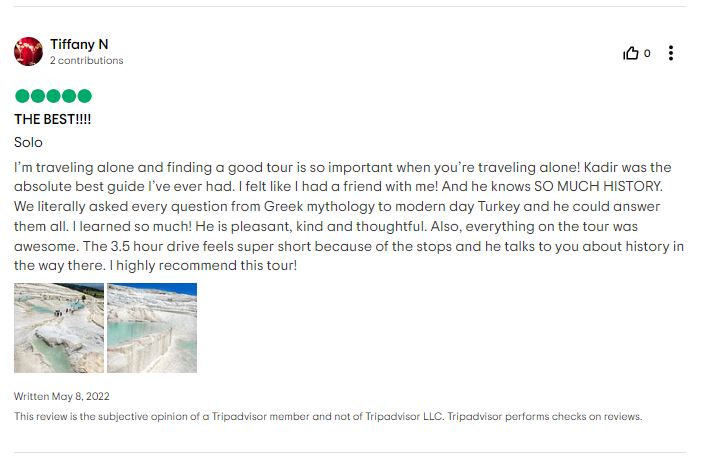 Tiffany N
2 contributions
0
THE BEST!!!!
Solo
I’m traveling alone and finding a good tour is so important when you’re traveling alone! Kadir was the
absolute best guide I’ve ever had. I felt like I had a friend with me! And he knows SO MUCH HISTORY.
We literally asked every question from Greek mythology to modern day Turkey and he could answer
them all. I learned so much! He is pleasant, kind and thoughtful. Also, everything on the tour was
awesome. The 3.5 hour drive feels super short because of the stops and he talks to you about history in
the way there. I highly recommend this tour!
Written May 8, 2022
This review is the subjective opinion of a Tripadvisor member and not of Tripadvisor LLC. Tripadvisor performs checks on reviews.